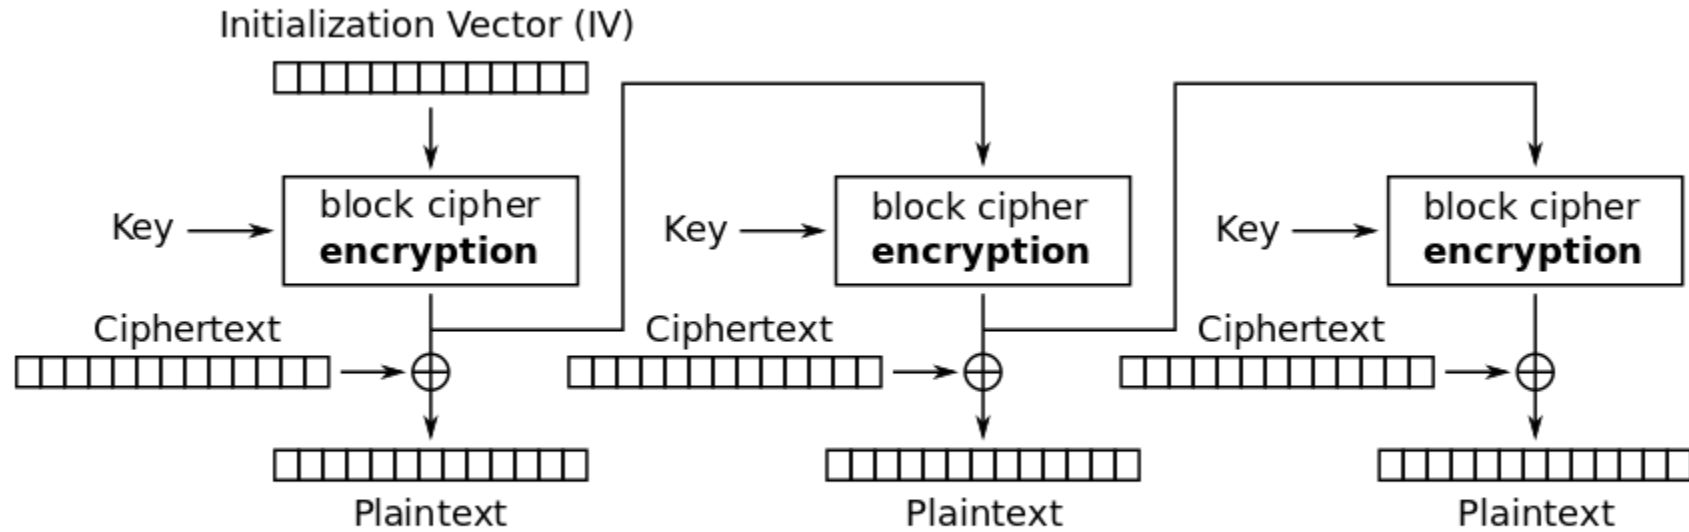 Initialization Vector (IV)
Key
block cipher
encryption
Key
block cipher
encryption
Key
block cipher
encryption
Ciphertext
Ciphertext
Ciphertext
Plaintext
Plaintext
Plaintext